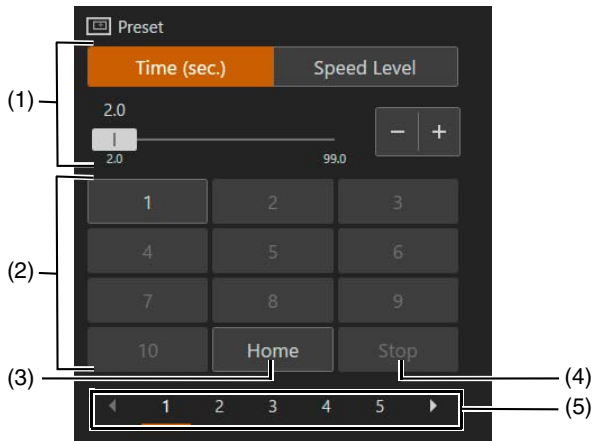 Preset
Time (sec.) Speed Level
(1)
2.0
− +
2.0 99.0
1 2 3
4 5 6
(2)
7 8 9
10 Home Stop
(3) (4)
1 2 3 4 5 (5)